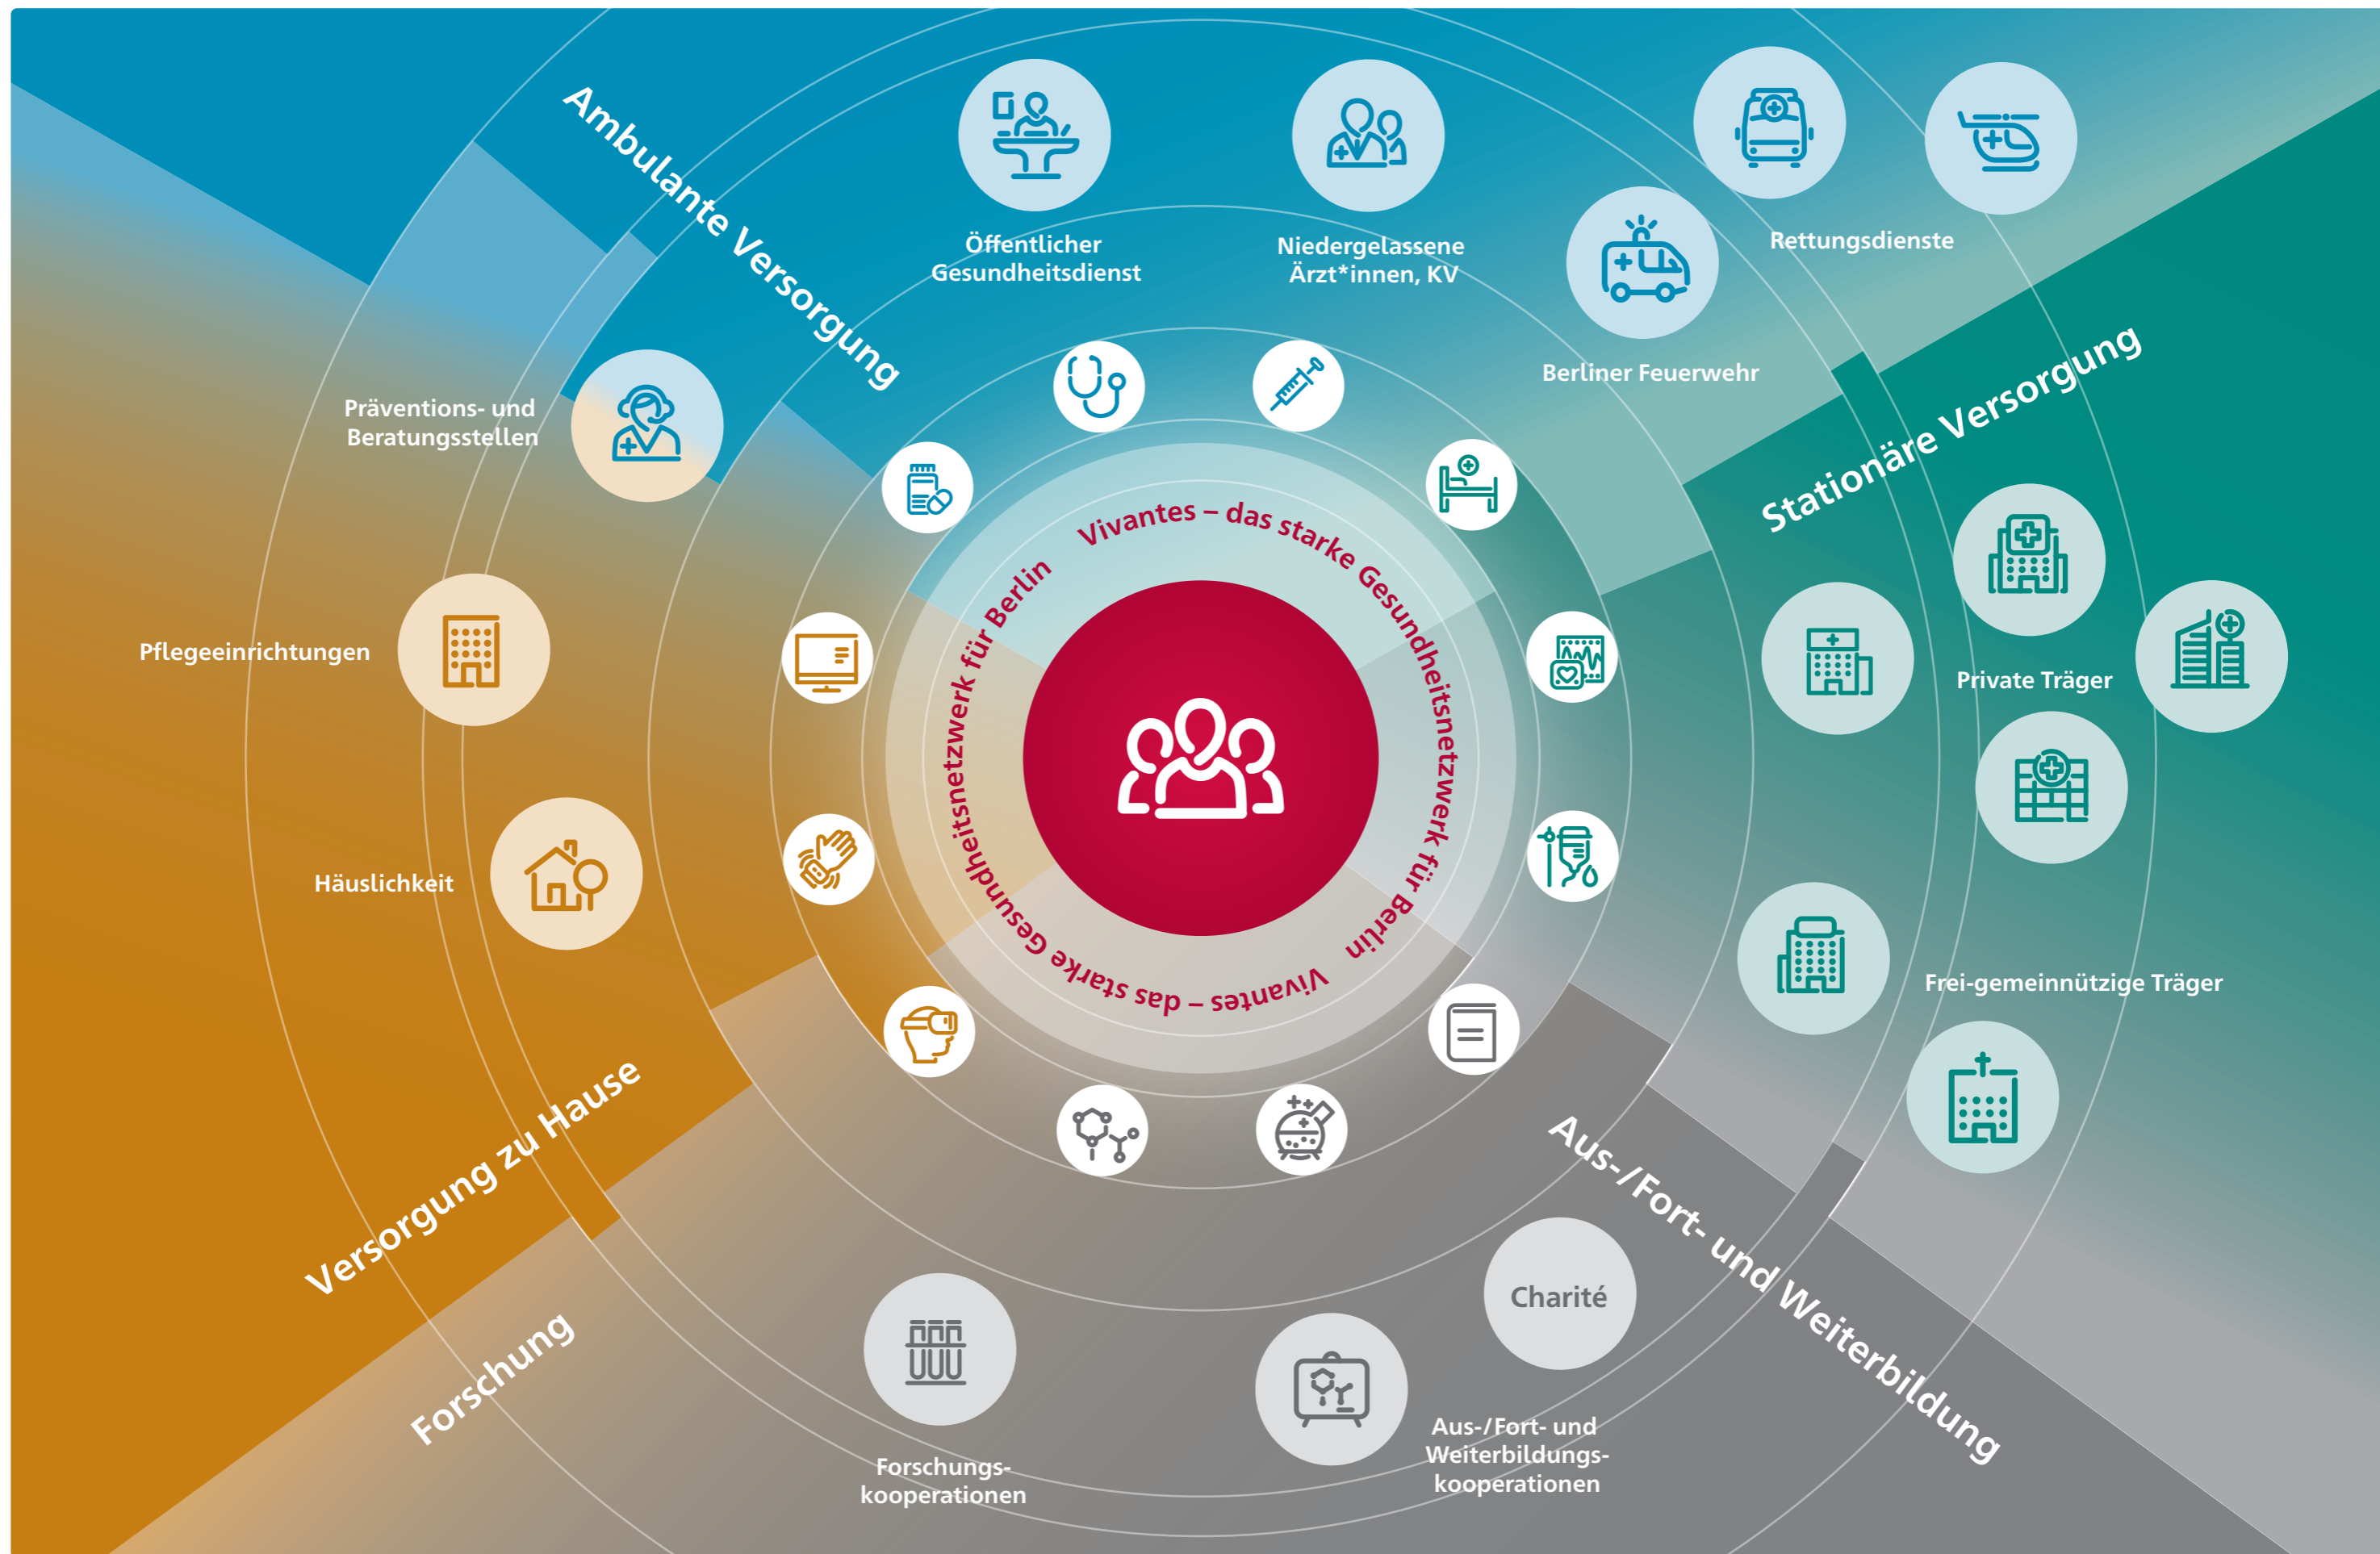 Ambulante Versorgung
Öffentlicher
Gesundheitsdienst
Niedergelassene
Ärzt*innen, KV
Rettungsdienste
Berliner Feuerwehr
Stationäre Versorgung
Präventions- und
Beratungsstellen
Pflegeeinrichtungen
Häuslichkeit
Vivantes – das starke Gesundheitsnetzwerk für Berlin
Vivantes – das starke Gesundheitsnetzwerk für Berlin
Private Träger
Frei-gemeinnützige Träger
Versorgung zu Hause
Forschung
Aus-/Fort- und Weiterbildung
Charité
Forschungs-
kooperationen
Aus-/Fort- und
Weiterbildungs-
kooperationen